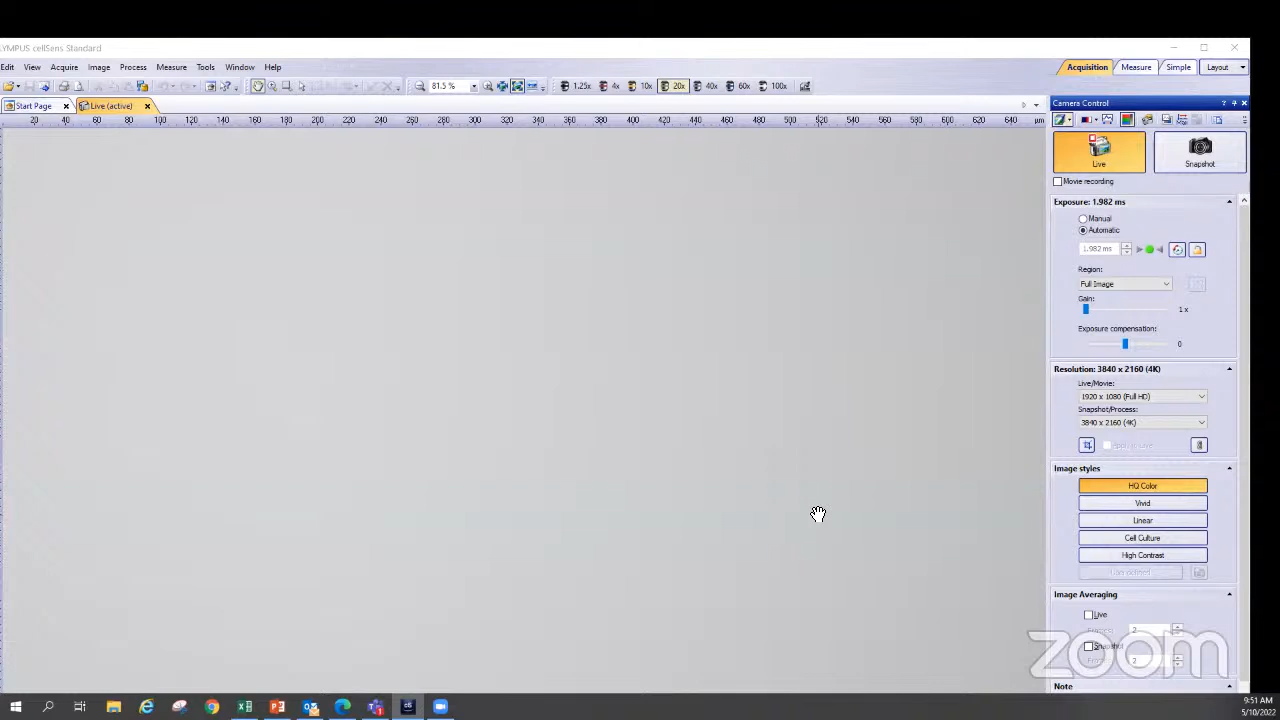 LYMPUS cellSens Standard
Edit View Acquire Image Process Measure Tools Window Help
Acquisition Measure Simple Layout
81.5 % 1.25x 4x 10x 20x 40x 60x 100x
Start Page Live (active)
Camera Control
20 40 60 80 100 120 140 160 180 200 220 240 260 280 300 320 340 360 380 400 420 440 460 480 500 520 540 560 580 600 620 640 µm
Live Snapshot
Movie recording
Exposure: 1.982 ms
Manual
Automatic
1.982 ms
Region:
Full Image
Gain:
1 x
Exposure compensation:
0
Resolution: 3840 x 2160 (4K)
Live/Movie:
1920 x 1080 (Full HD)
Snapshot/Process:
3840 x 2160 (4K)
Image styles
HQ Color
Vivid
Linear
Cell Culture
High Contrast
User defined
Image Averaging
Live
Frames: 2
Snapshot
Frames: 2
zoom
Note
9:51 AM
5/10/2022